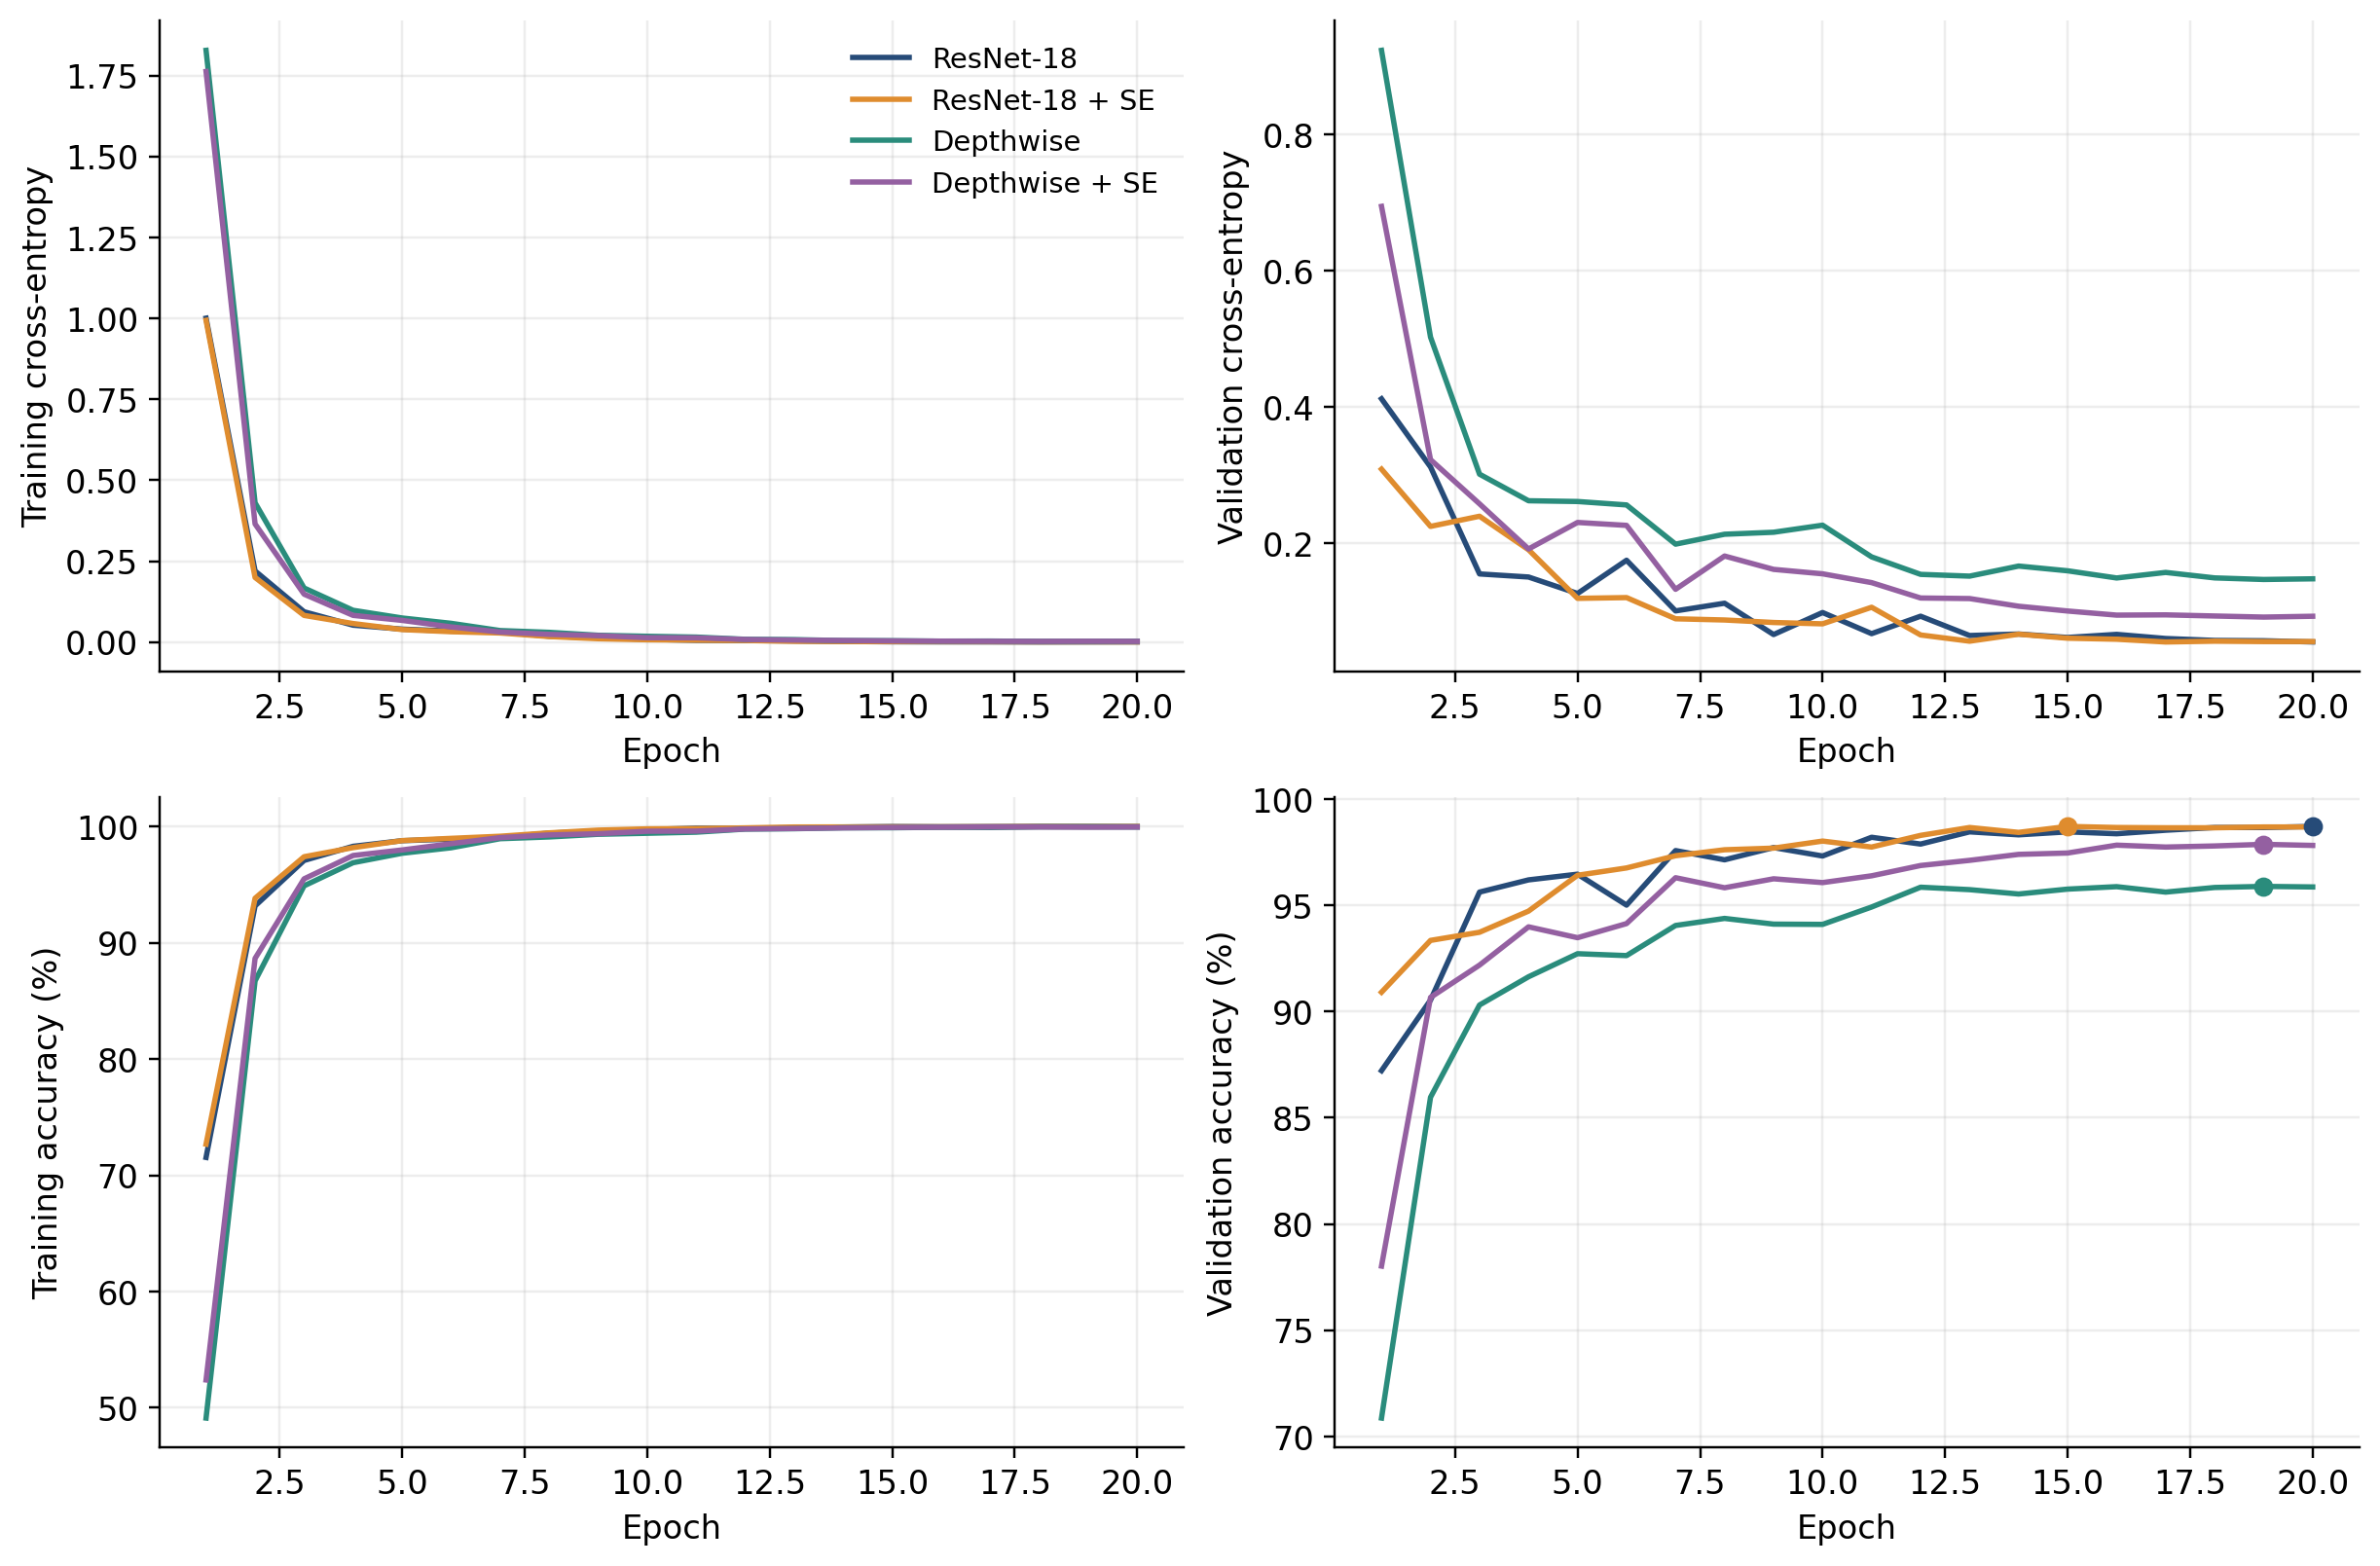 Training cross-entropy
1.75
1.50
1.25
1.00
0.75
0.50
0.25
0.00
2.5 5.0 7.5 10.0 12.5 15.0 17.5 20.0
Epoch
ResNet-18
ResNet-18 + SE
Depthwise
Depthwise + SE
Validation cross-entropy
0.8
0.6
0.4
0.2
2.5 5.0 7.5 10.0 12.5 15.0 17.5 20.0
Epoch
Training accuracy (%)
100
90
80
70
60
50
2.5 5.0 7.5 10.0 12.5 15.0 17.5 20.0
Epoch
Validation accuracy (%)
100
95
90
85
80
75
70
2.5 5.0 7.5 10.0 12.5 15.0 17.5 20.0
Epoch